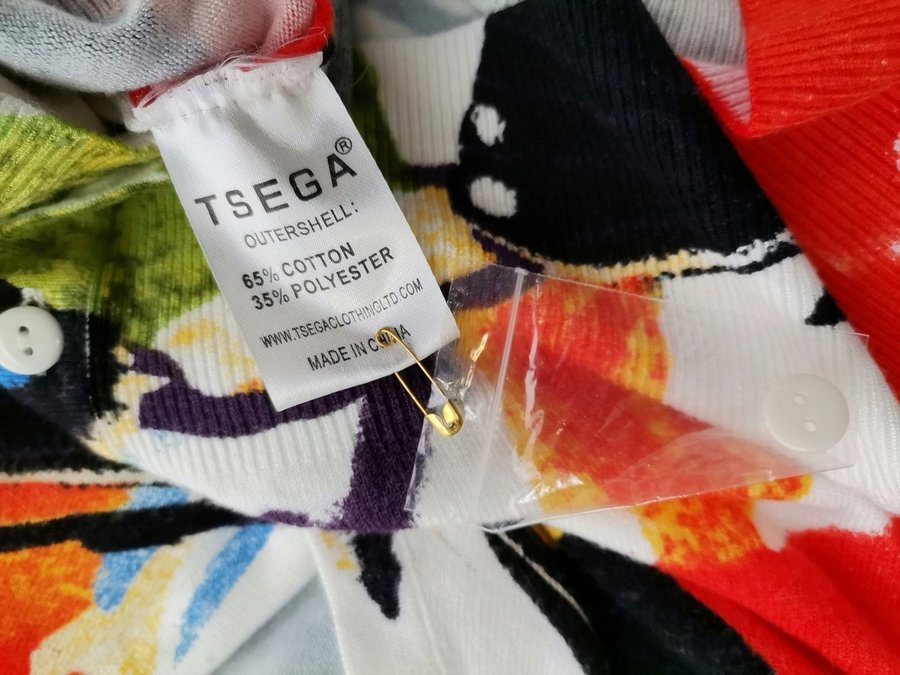 TSEGA®
OUTERSHELL:
65% COTTON
35% POLYESTER
WWW.TSEGACLOTHINGLTD.COM
MADE IN CHINA